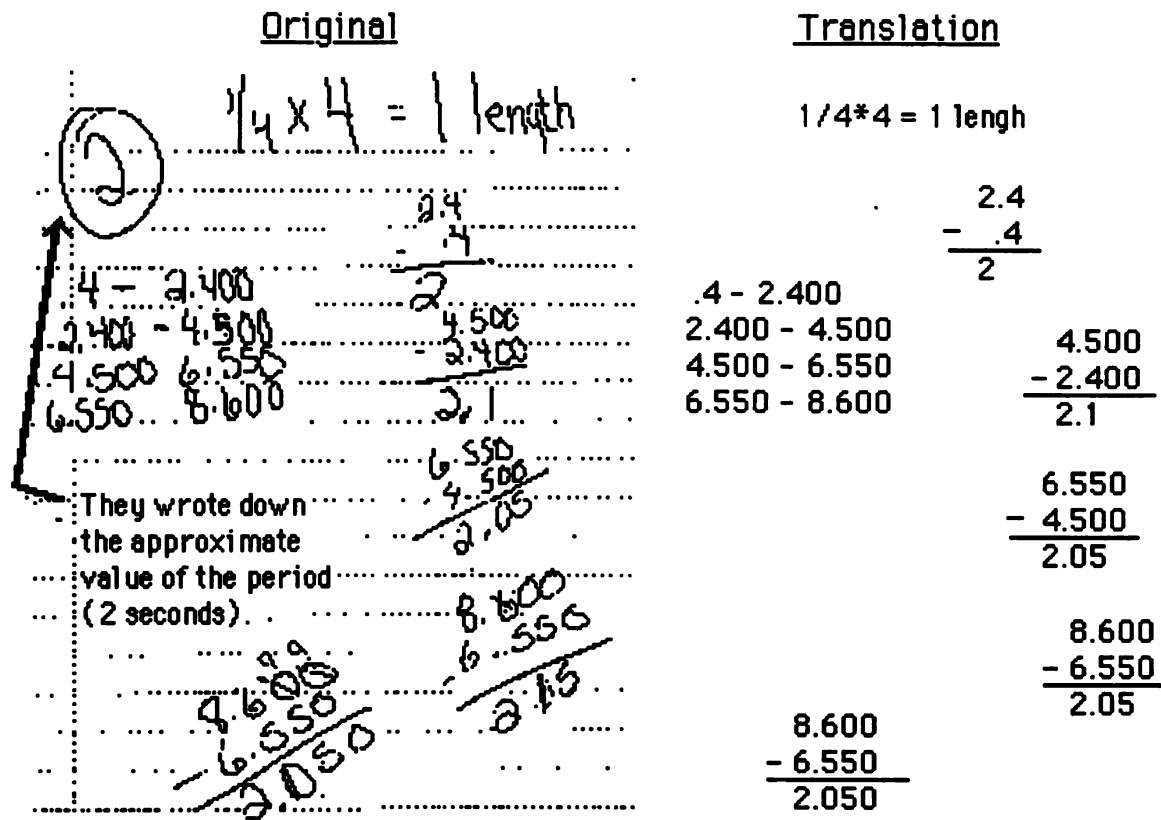 Original
1/4 x 4 = 1 length
2
2.4
- .4
2
.4 - 2.400
2.400 - 4.500
4.500 6.550
6.550 8.600
4.500
- 2.400
2.1
6.550
4.500
2.05
They wrote down
the approximate
value of the period
(2 seconds).
8.600
6.550
2.15
8.600
6.550
2.050
Translation
1/4*4 = 1 lengh
2.4
- .4
2
.4 - 2.400
2.400 - 4.500
4.500 - 6.550
6.550 - 8.600
4.500
- 2.400
2.1
6.550
- 4.500
2.05
8.600
- 6.550
2.05
8.600
- 6.550
2.050